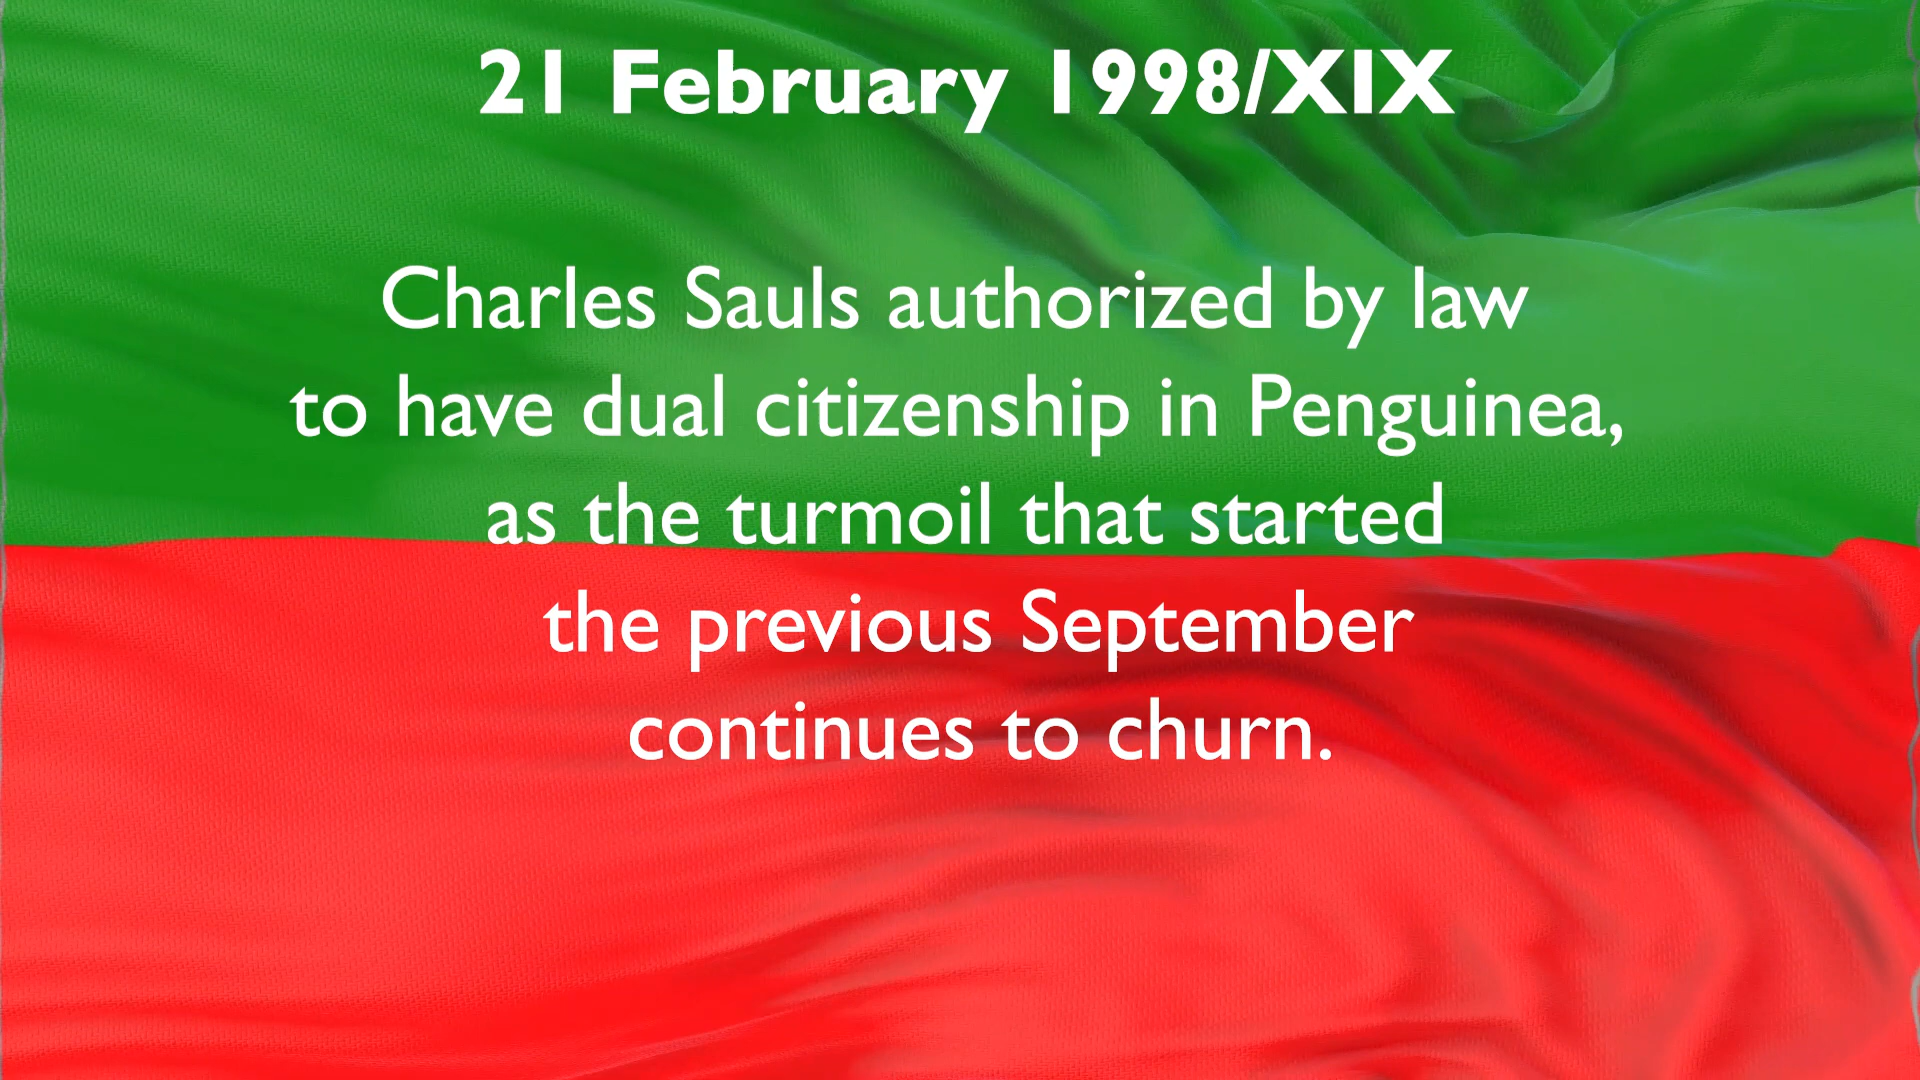 21 February 1998/XIX
Charles Sauls authorized by law
to have dual citizenship in Penguinea,
as the turmoil that started
the previous September
continues to churn.